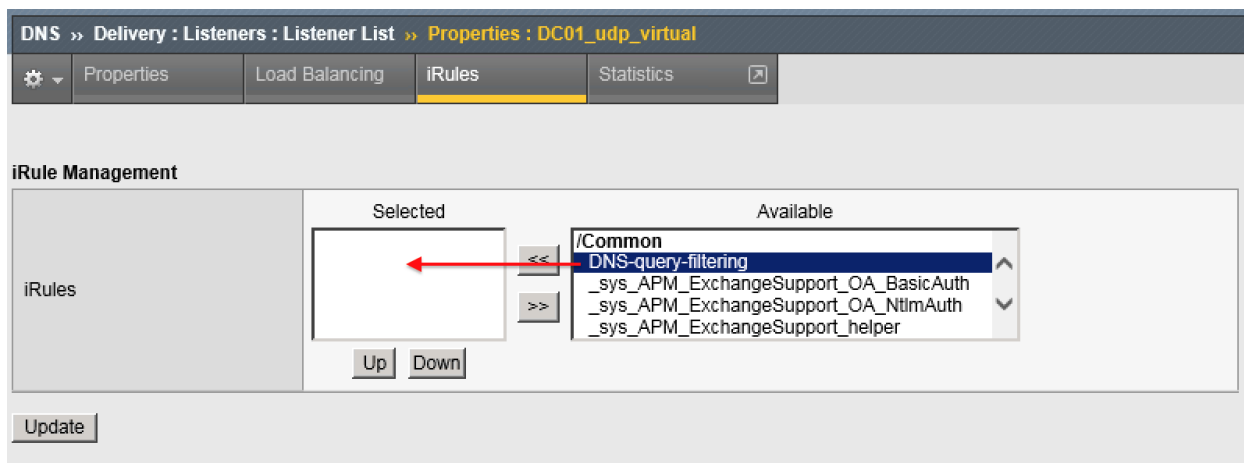 DNS ›› Delivery : Listeners : Listener List ›› Properties : DC01_udp_virtual
Properties Load Balancing iRules Statistics
iRule Management
Selected Available
/Common
<< DNS-query-filtering
_sys_APM_ExchangeSupport_OA_BasicAuth
iRules
>> _sys_APM_ExchangeSupport_OA_NtlmAuth
_sys_APM_ExchangeSupport_helper
Up Down
Update